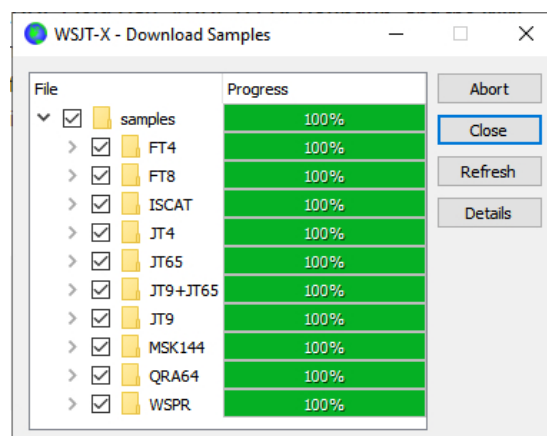 WSJT-X - Download Samples
File Progress Abort
samples 100% Close
FT4 100%
FT8 100% Refresh
ISCAT 100% Details
JT4 100%
JT65 100%
JT9+JT65 100%
JT9 100%
MSK144 100%
QRA64 100%
WSPR 100%